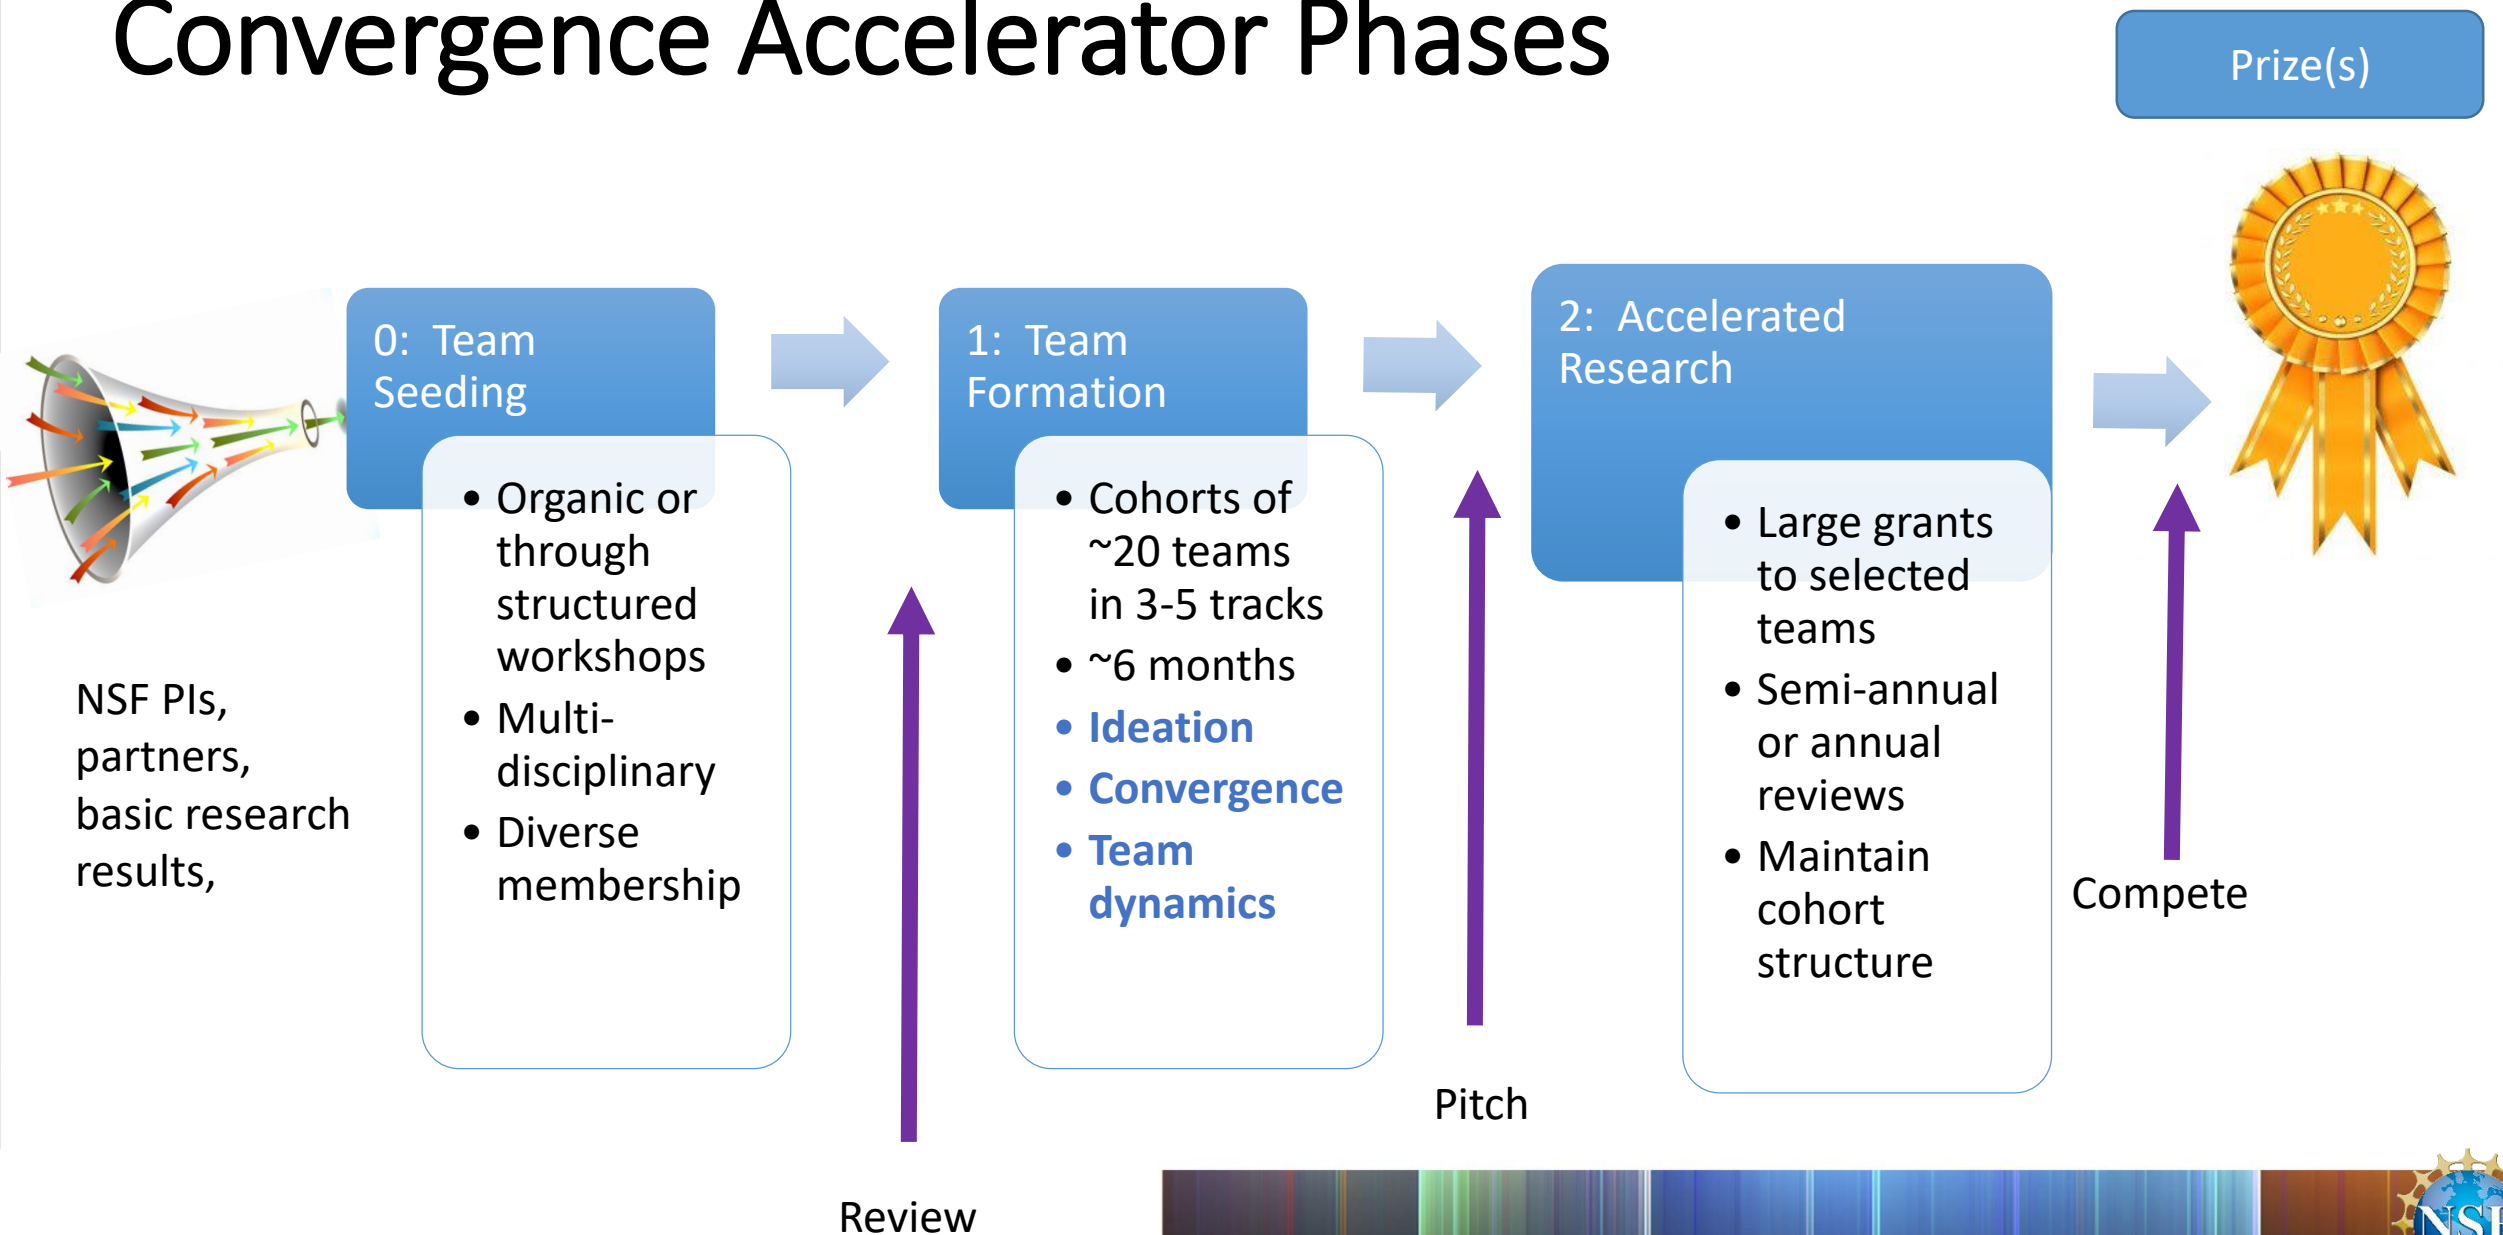 Convergence Accelerator Phases
Prize(s)
0: Team
Seeding
• Organic or
through
structured
workshops
• Multi-
disciplinary
• Diverse
membership
NSF PIs,
partners,
basic research
results,
Review
1: Team
Formation
• Cohorts of
~20 teams
in 3-5 tracks
• ~6 months
• Ideation
• Convergence
• Team
dynamics
Pitch
2: Accelerated
Research
• Large grants
to selected
teams
• Semi-annual
or annual
reviews
• Maintain
cohort
structure
Compete
NSF